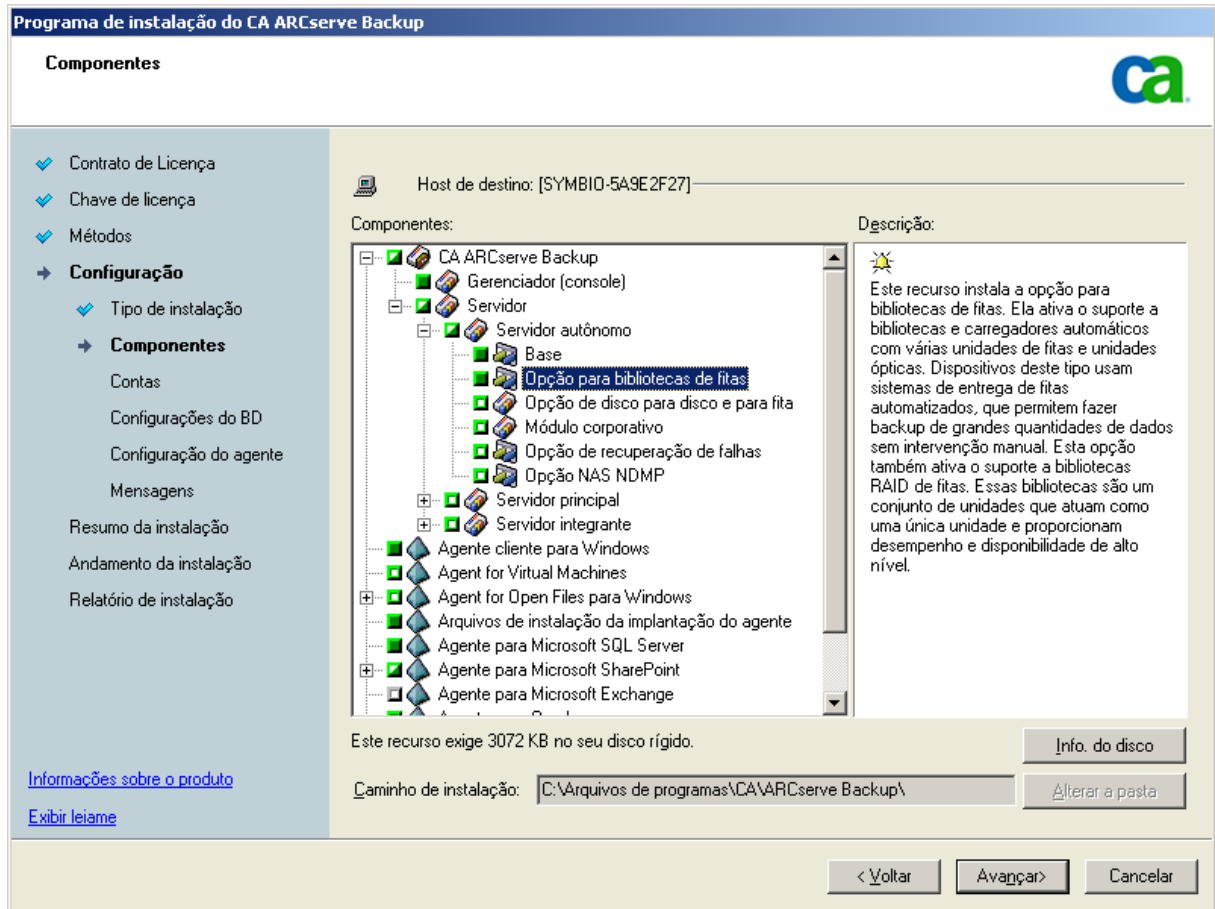 Programa de instalação do CA ARCserve Backup
Componentes
ca
Contrato de Licença
Chave de licença
Métodos
Configuração
Tipo de instalação
Componentes
Contas
Configurações do BD
Configuração do agente
Mensagens
Resumo da instalação
Andamento da instalação
Relatório de instalação
Informações sobre o produto
Exibir leiame
Host de destino: [SYMBIO-5A9E2F27]
Componentes:
CA ARCserve Backup
Gerenciador (console)
Servidor
Servidor autônomo
Base
Opção para bibliotecas de fitas
Opção de disco para disco e para fita
Módulo corporativo
Opção de recuperação de falhas
Opção NAS NDMP
Servidor principal
Servidor integrante
Agente cliente para Windows
Agent for Virtual Machines
Agent for Open Files para Windows
Arquivos de instalação da implantação do agente
Agente para Microsoft SQL Server
Agente para Microsoft SharePoint
Agente para Microsoft Exchange
Descrição:
Este recurso instala a opção para
bibliotecas de fitas. Ela ativa o suporte a
bibliotecas e carregadores automáticos
com várias unidades de fitas e unidades
ópticas. Dispositivos deste tipo usam
sistemas de entrega de fitas
automatizados, que permitem fazer
backup de grandes quantidades de dados
sem intervenção manual. Esta opção
também ativa o suporte a bibliotecas
RAID de fitas. Essas bibliotecas são um
conjunto de unidades que atuam como
uma única unidade e proporcionam
desempenho e disponibilidade de alto
nível.
Este recurso exige 3072 KB no seu disco rígido.
Info. do disco
Caminho de instalação: C:\Arquivos de programas\CA\ARCserve Backup\
Alterar a pasta
< Voltar
Avançar>
Cancelar